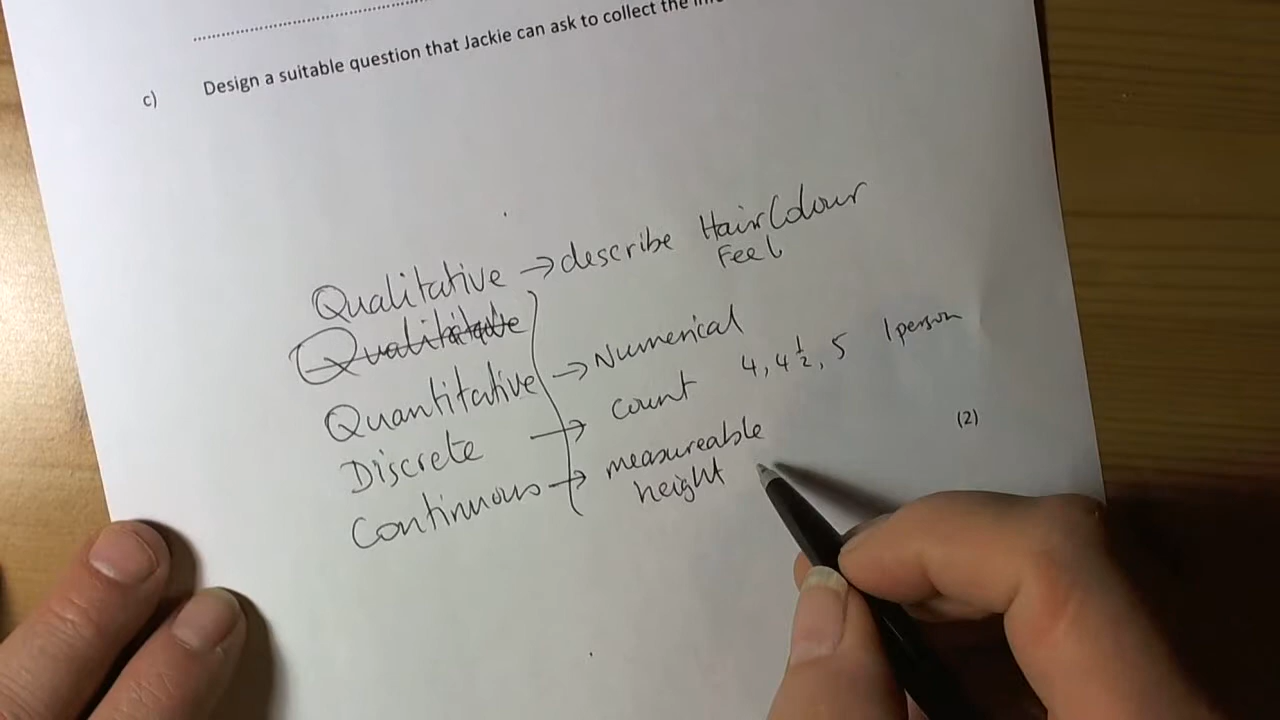 c) Design a suitable question that Jackie can ask to collect the
Qualitative → describe Hair Colour
Feel
Quantitative → Numerical
Discrete → count 4, 4½, 5 1 person
Continuous → measureable
height
(2)